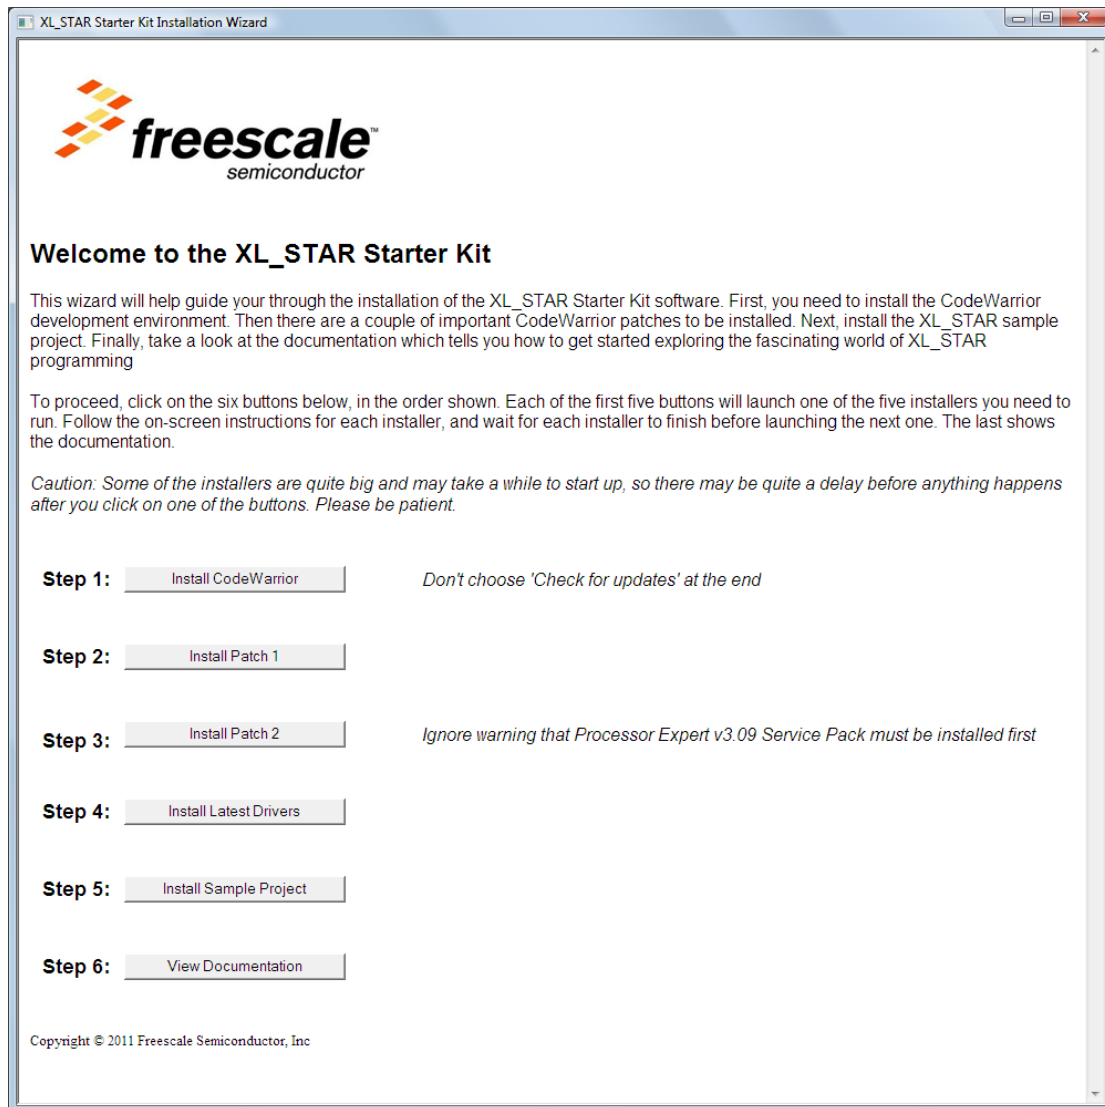 XL_STAR Starter Kit Installation Wizard
freescale™
semiconductor
Welcome to the XL_STAR Starter Kit
This wizard will help guide your through the installation of the XL_STAR Starter Kit software. First, you need to install the CodeWarrior
development environment. Then there are a couple of important CodeWarrior patches to be installed. Next, install the XL_STAR sample
project. Finally, take a look at the documentation which tells you how to get started exploring the fascinating world of XL_STAR
programming
To proceed, click on the six buttons below, in the order shown. Each of the first five buttons will launch one of the five installers you need to
run. Follow the on-screen instructions for each installer, and wait for each installer to finish before launching the next one. The last shows
the documentation.
Caution: Some of the installers are quite big and may take a while to start up, so there may be quite a delay before anything happens
after you click on one of the buttons. Please be patient.
Step 1: Install CodeWarrior Don't choose 'Check for updates' at the end
Step 2: Install Patch 1
Step 3: Install Patch 2 Ignore warning that Processor Expert v3.09 Service Pack must be installed first
Step 4: Install Latest Drivers
Step 5: Install Sample Project
Step 6: View Documentation
Copyright © 2011 Freescale Semiconductor, Inc